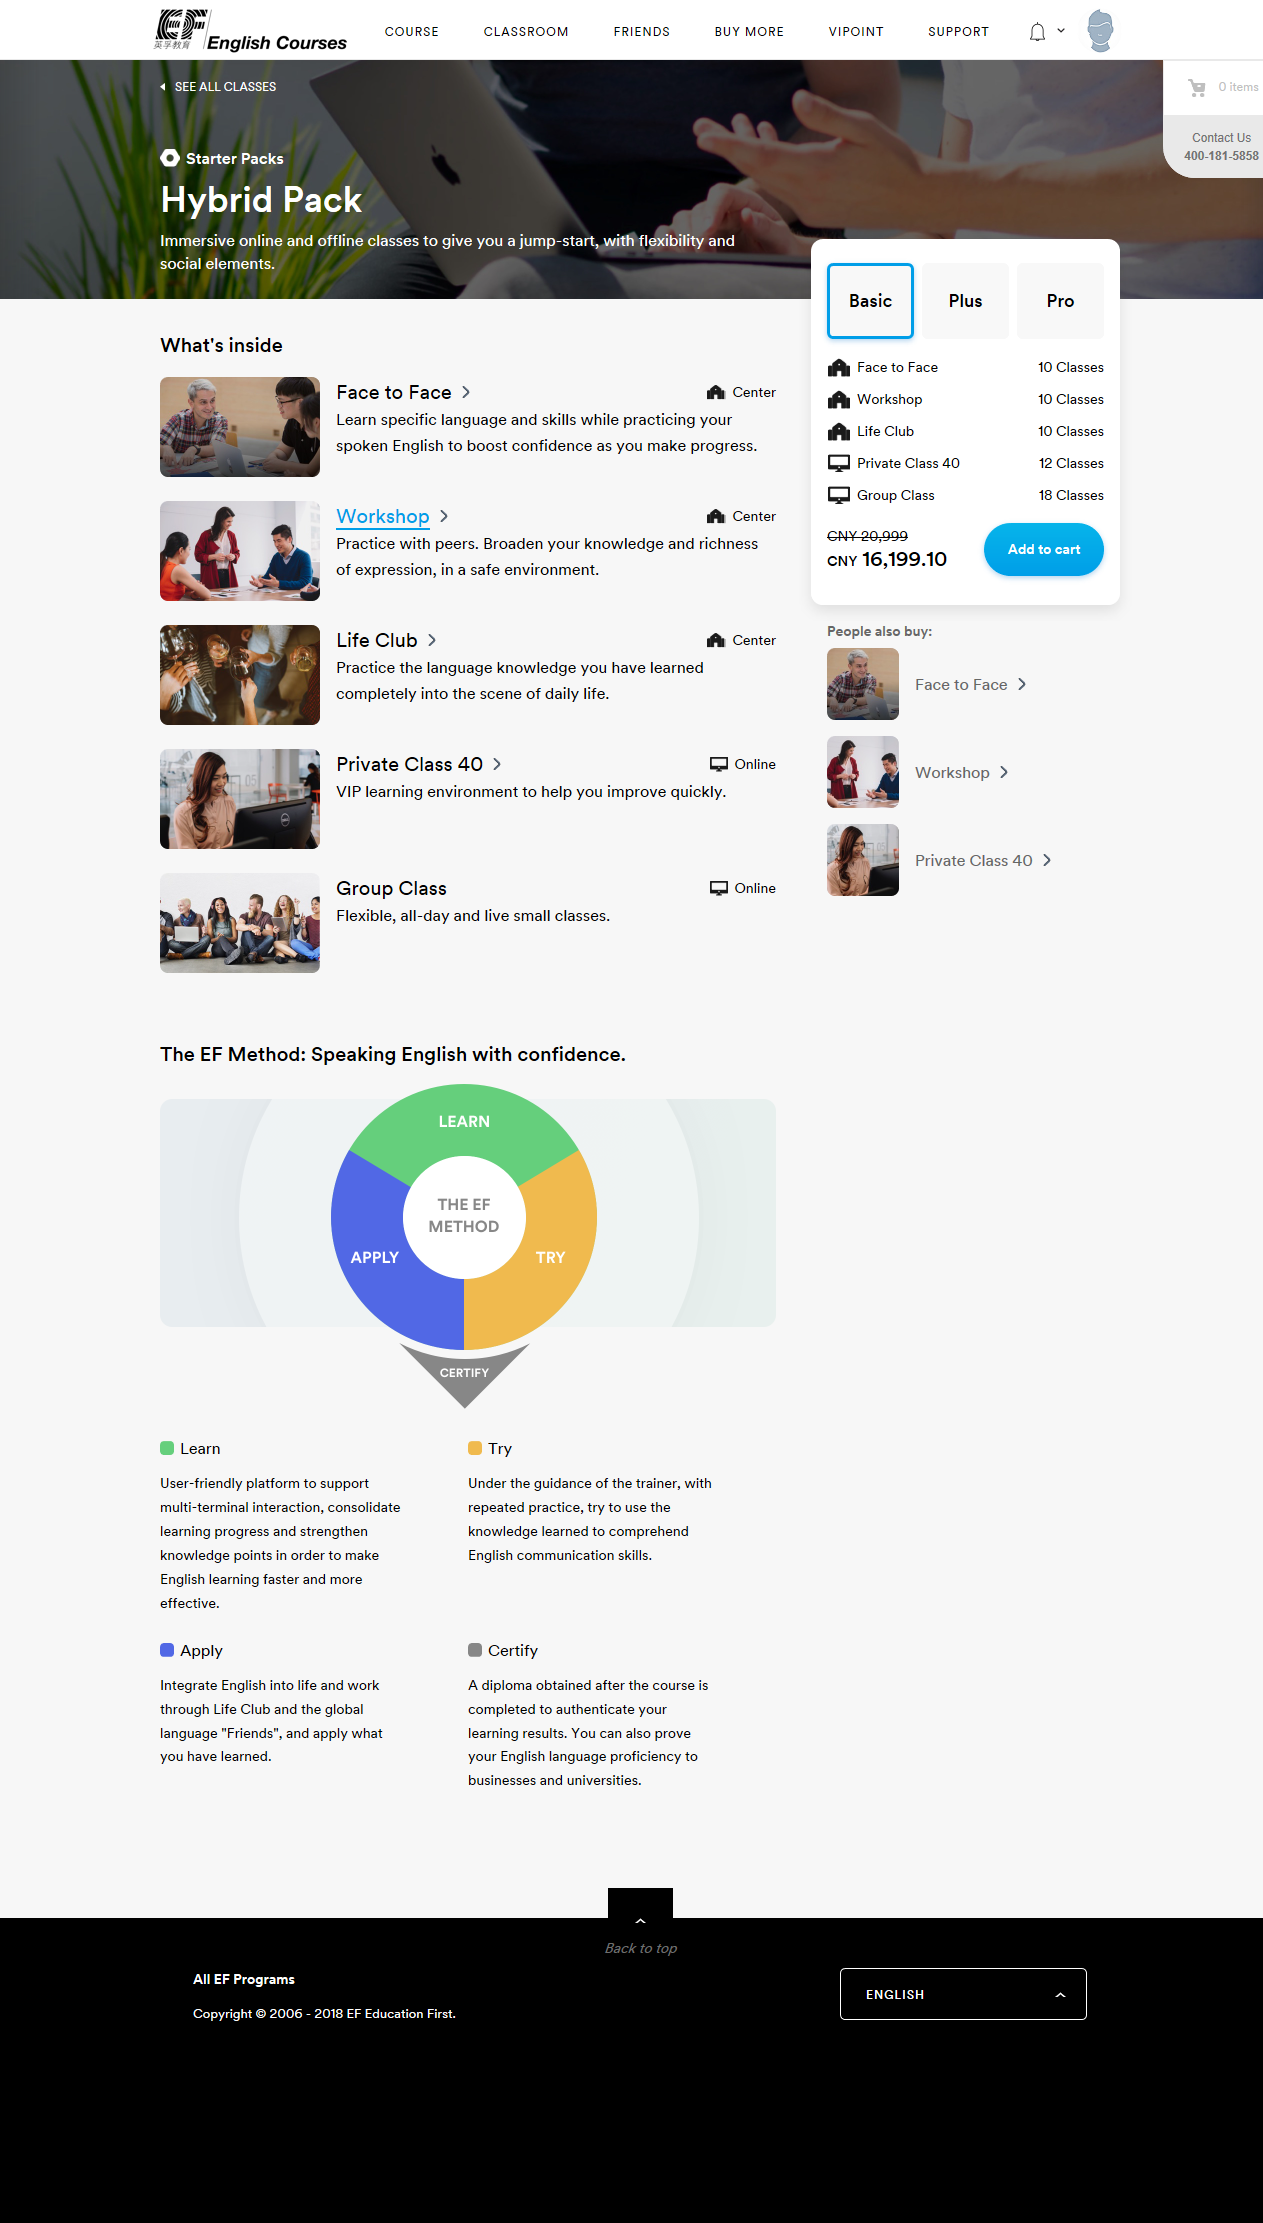 EF
英孚教育
English Courses
COURSE
CLASSROOM
FRIENDS
BUY MORE
VIPOINT
SUPPORT
0 items
Contact Us
400-181-5858
SEE ALL CLASSES
Starter Packs
Hybrid Pack
Immersive online and offline classes to give you a jump-start, with flexibility and
social elements.
Basic
Plus
Pro
Face to Face 10 Classes
Workshop 10 Classes
Life Club 10 Classes
Private Class 40 12 Classes
Group Class 18 Classes
CNY 20,999
CNY 16,199.10
Add to cart
People also buy:
Face to Face
Workshop
Private Class 40
What's inside
Face to Face
Center
Learn specific language and skills while practicing your
spoken English to boost confidence as you make progress.
Workshop
Center
Practice with peers. Broaden your knowledge and richness
of expression, in a safe environment.
Life Club
Center
Practice the language knowledge you have learned
completely into the scene of daily life.
Private Class 40
Online
VIP learning environment to help you improve quickly.
Group Class
Online
Flexible, all-day and live small classes.
The EF Method: Speaking English with confidence.
LEARN
THE EF
METHOD
APPLY
TRY
CERTIFY
Learn
User-friendly platform to support
multi-terminal interaction, consolidate
learning progress and strengthen
knowledge points in order to make
English learning faster and more
effective.
Try
Under the guidance of the trainer, with
repeated practice, try to use the
knowledge learned to comprehend
English communication skills.
Apply
Integrate English into life and work
through Life Club and the global
language "Friends", and apply what
you have learned.
Certify
A diploma obtained after the course is
completed to authenticate your
learning results. You can also prove
your English language proficiency to
businesses and universities.
Back to top
All EF Programs
Copyright © 2006 - 2018 EF Education First.
ENGLISH